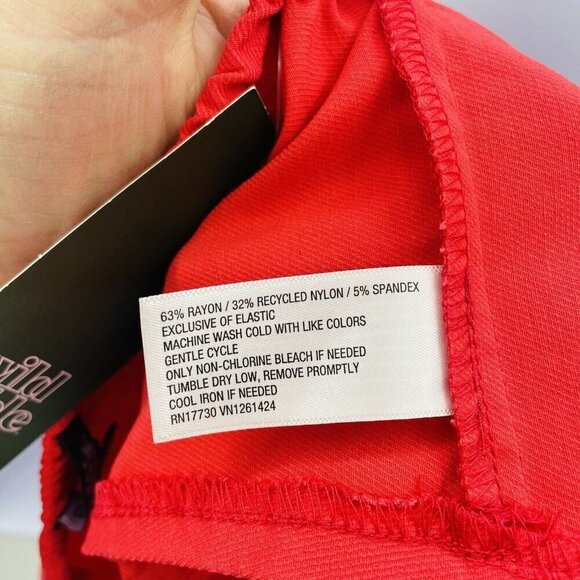 63% RAYON / 32% RECYCLED NYLON / 5% SPANDEX
EXCLUSIVE OF ELASTIC
MACHINE WASH COLD WITH LIKE COLORS
GENTLE CYCLE
ONLY NON-CHLORINE BLEACH IF NEEDED
TUMBLE DRY LOW, REMOVE PROMPTLY
COOL IRON IF NEEDED
RN17730 VN1261424